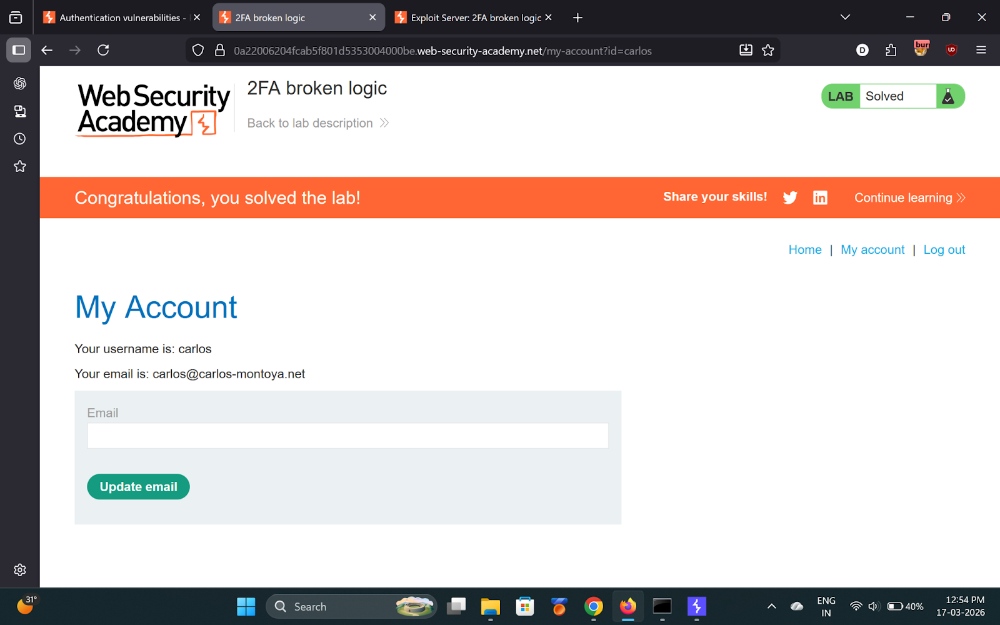 Authentication vulnerabilities -
2FA broken logic
Exploit Server: 2FA broken logic
0a22006204fcab5f801d5353004000be.web-security-academy.net/my-account?id=carlos
D
bur
UD
Web Security
Academy
2FA broken logic
Back to lab description
LAB Solved
Congratulations, you solved the lab!
Share your skills!
in
Continue learning
Home | My account | Log out
My Account
Your username is: carlos
Your email is: carlos@carlos-montoya.net
Email
Update email
31°
Search
ENG
IN
40%
12:54 PM
17-03-2026